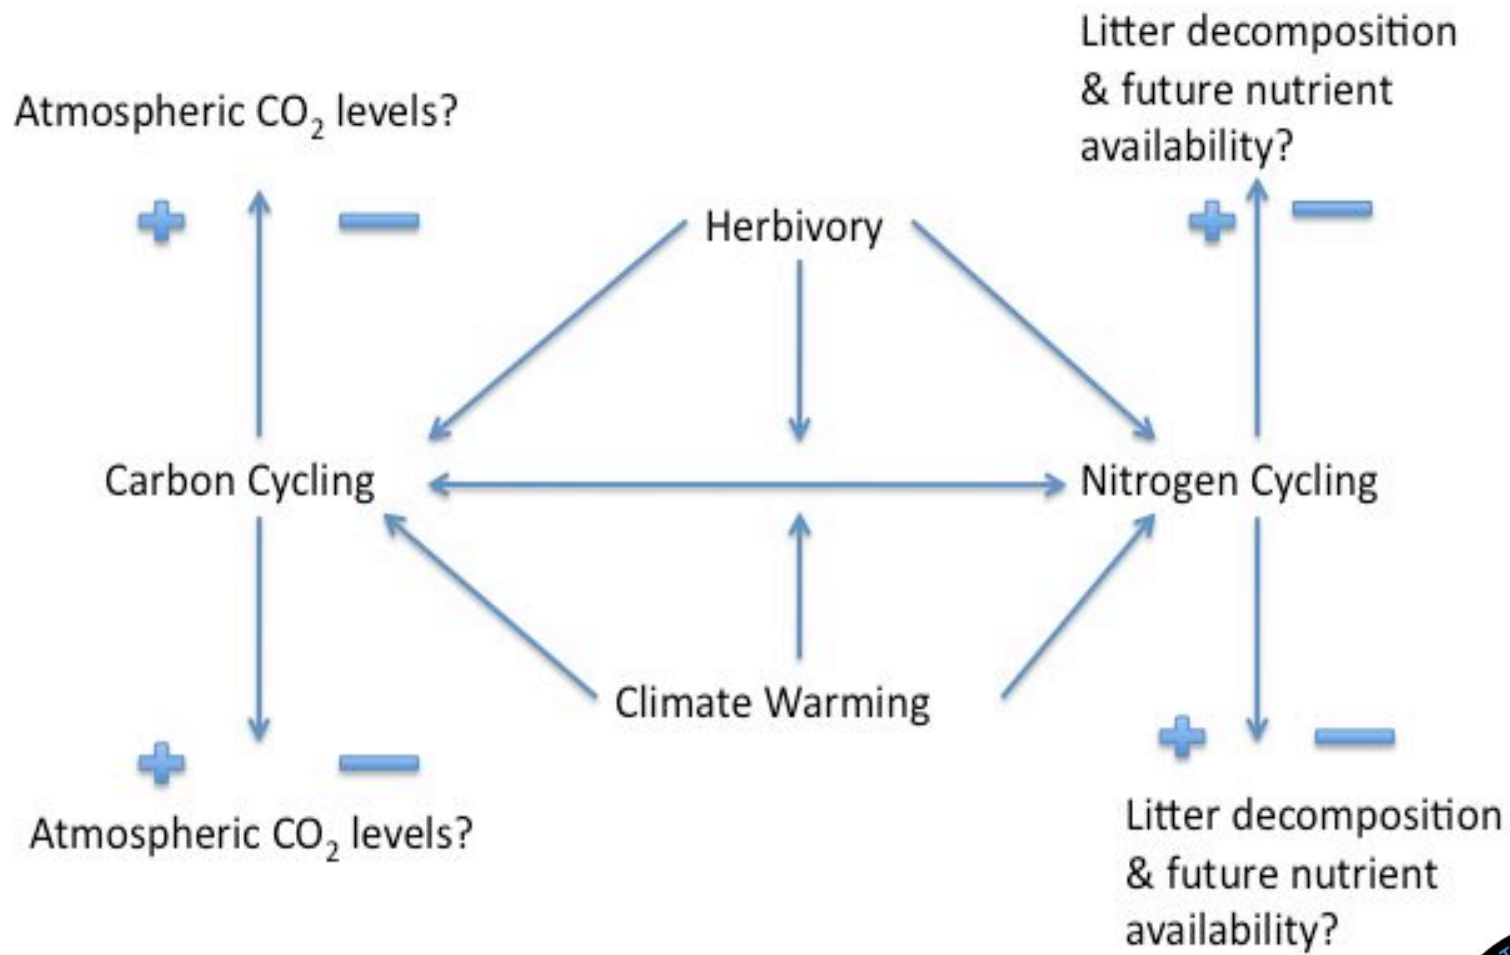 Litter decomposition
& future nutrient
availability?
Atmospheric CO₂ levels?
Herbivory
Carbon Cycling
Nitrogen Cycling
Climate Warming
Atmospheric CO₂ levels?
Litter decomposition
& future nutrient
availability?